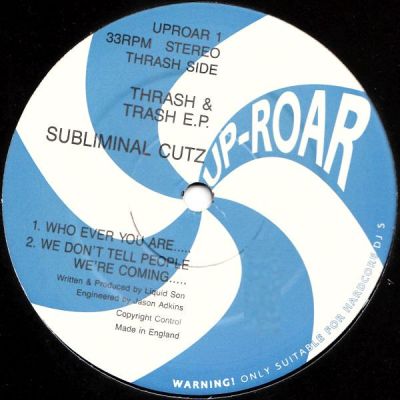 UPROAR 1
33RPM STEREO
THRASH SIDE
THRASH &
TRASH E.P.
SUBLIMINAL CUTZ
UP-ROAR
1. WHO EVER YOU ARE.....
2. WE DON'T TELL PEOPLE
WE'RE COMING.....
Written & Produced by Liquid Son
Engineered by Jason Adkins
Copyright Control
Made in England
WARNING! ONLY SUITABLE FOR HARDCORE DJ S